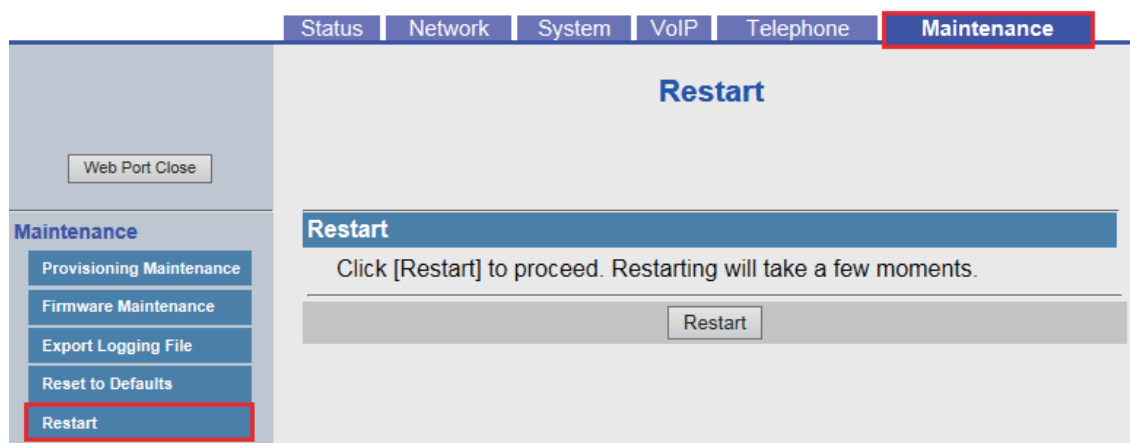 Status Network System VoIP Telephone Maintenance
Restart
Web Port Close
Maintenance
Provisioning Maintenance
Firmware Maintenance
Export Logging File
Reset to Defaults
Restart
Restart
Click [Restart] to proceed. Restarting will take a few moments.
Restart